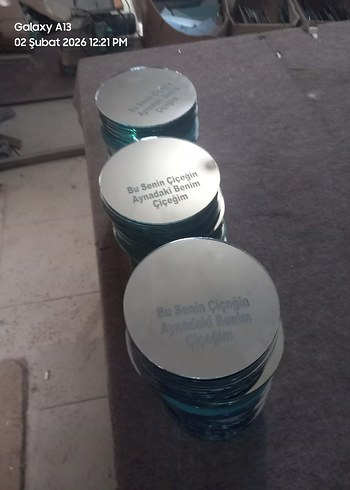 Galaxy A13
02 Şubat 2026 12:21 PM
Bu Senin Çiçeğin
Aynadaki Benim
Çiçeğim
Bu Senin Çiçeğin
Aynadaki Benim
Çiçeğim
Bu Senin Çiçeğin
Aynadaki Benim
Çiçeğim